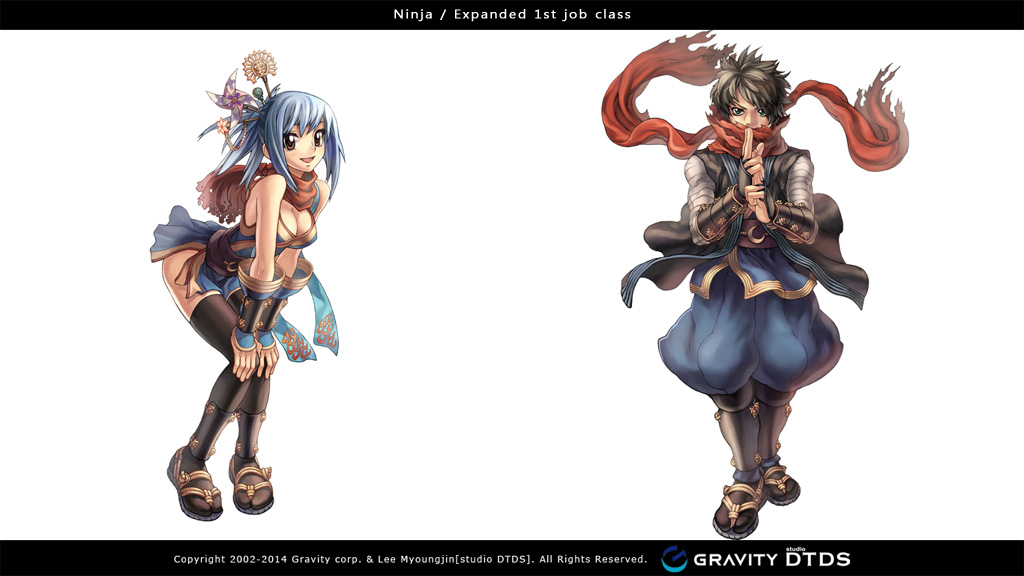 Ninja / Expanded 1st job class
Copyright 2002-2014 Gravity corp. & Lee Myoungjin[studio DTDS]. All Rights Reserved.
GRAVITY studio DTDS